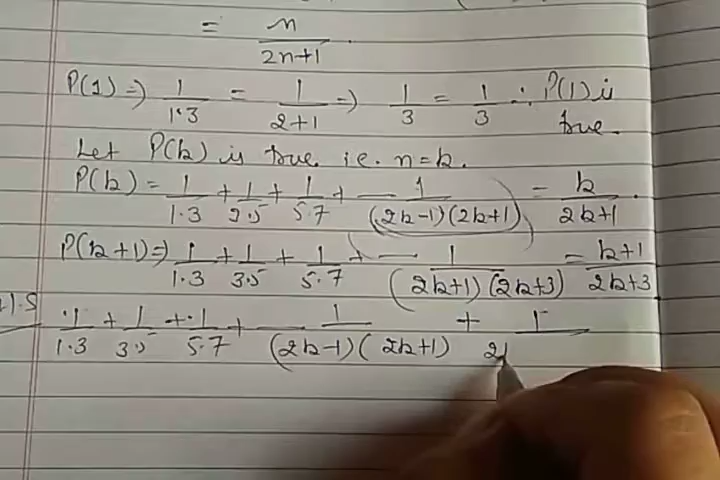 = n/2n+1.
P(1) ⇒ 1/1·3 = 1/2+1 ⇒ 1/3 = 1/3 ∴ P(1) is true.
Let P(k) is true. i.e. n=k.
P(k) = 1/1·3 + 1/3·5 + 1/5·7 + — 1/(2k-1)(2k+1) = k/2k+1.
P(k+1) ⇒ 1/1·3 + 1/3·5 + 1/5·7 + — 1/(2k+1)(2k+3) = k+1/2k+3
H.S 1/1·3 + 1/3·5 + 1/5·7 + — 1/(2k-1)(2k+1) + 1/2